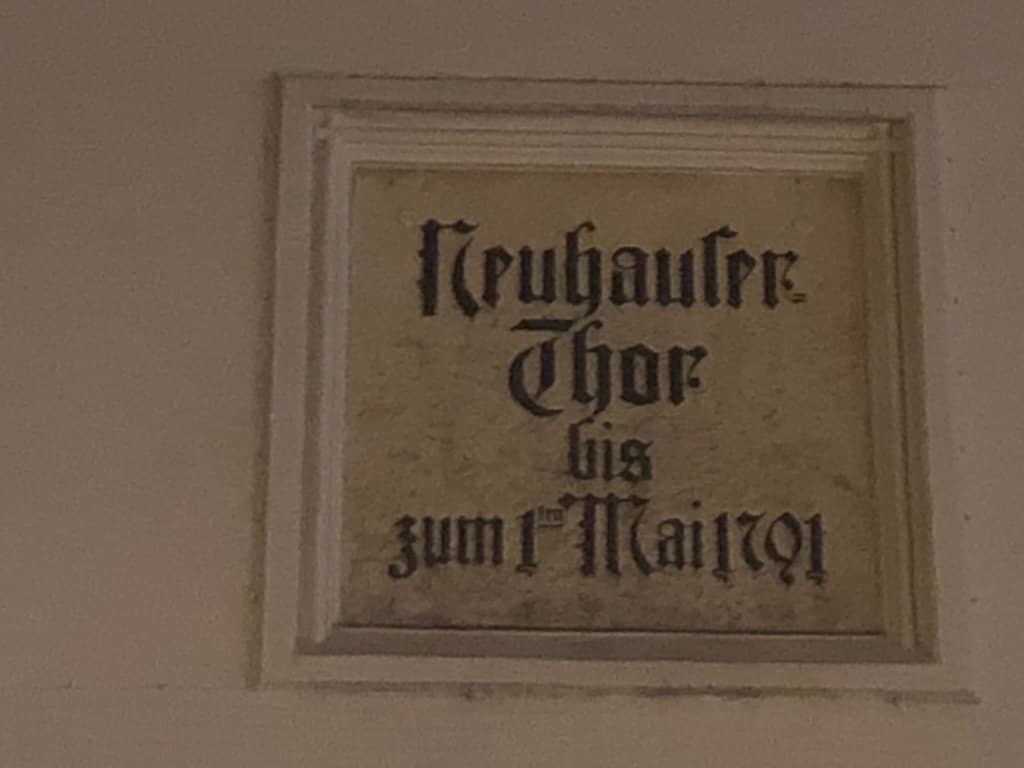 Neuhauser-
Thor
bis
zum 1ten Mai 1791